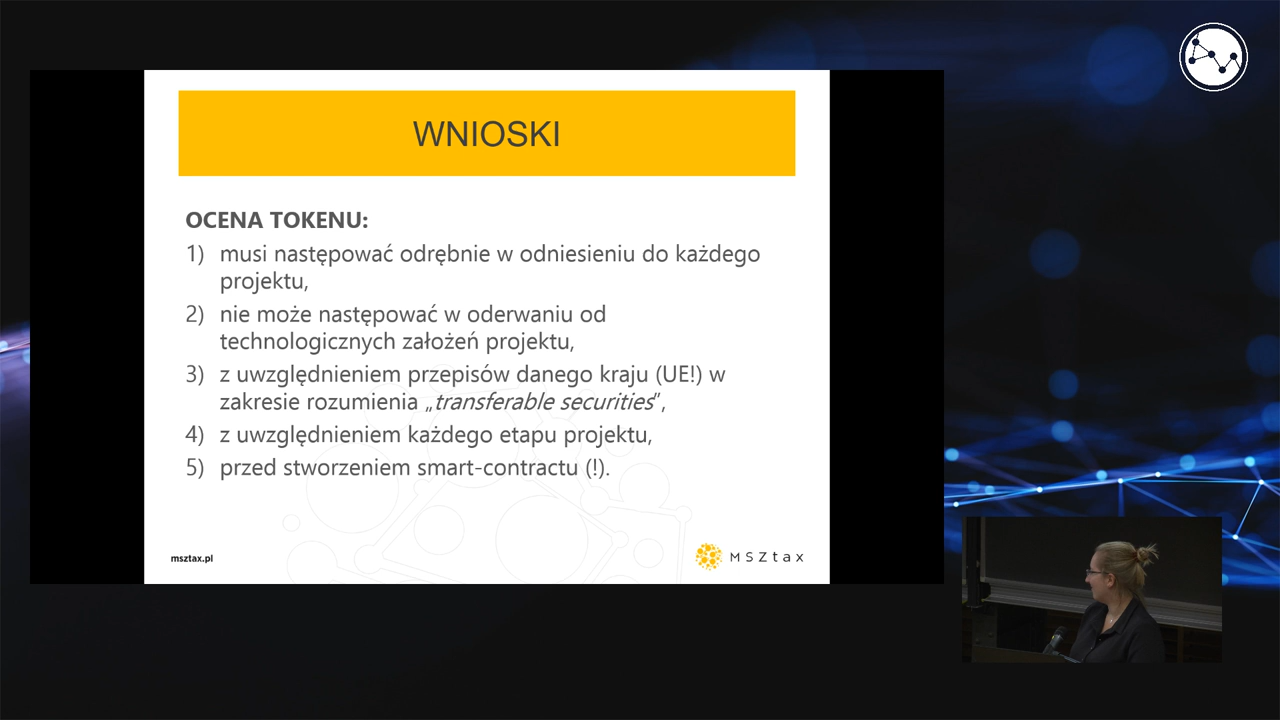 WNIOSKI
OCENA TOKENU:
1) musi następować odrębnie w odniesieniu do każdego
projektu,
2) nie może następować w oderwaniu od
technologicznych założeń projektu,
3) z uwzględnieniem przepisów danego kraju (UE!) w
zakresie rozumienia „transferable securities”,
4) z uwzględnieniem każdego etapu projektu,
5) przed stworzeniem smart-contractu (!).
msztax.pl
MSZtax